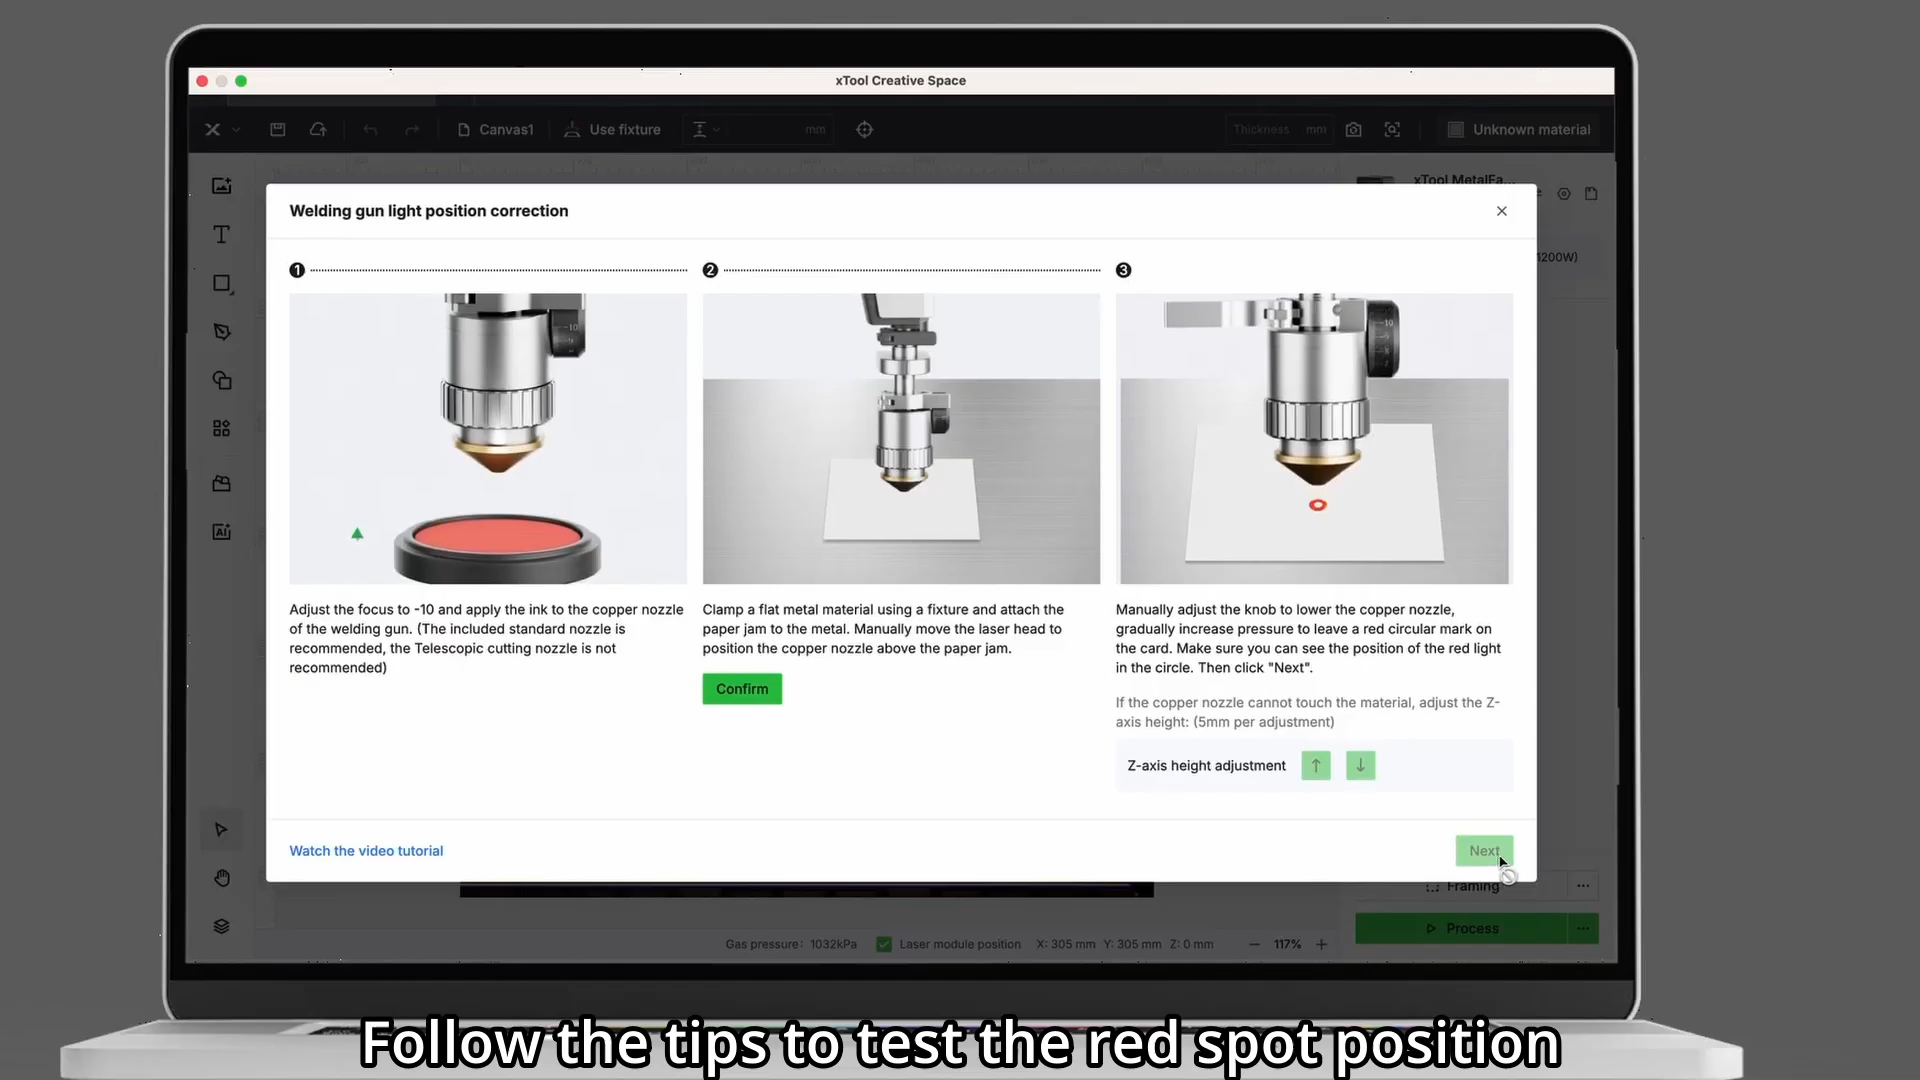 xTool Creative Space
Canvas1
Use fixture
mm
Thickness mm
Unknown material
xTool MetalFa...
1200W)
Welding gun light position correction
1
2
3
Adjust the focus to -10 and apply the ink to the copper nozzle
of the welding gun. (The included standard nozzle is
recommended, the Telescopic cutting nozzle is not
recommended)
Clamp a flat metal material using a fixture and attach the
paper jam to the metal. Manually move the laser head to
position the copper nozzle above the paper jam.
Confirm
Manually adjust the knob to lower the copper nozzle,
gradually increase pressure to leave a red circular mark on
the card. Make sure you can see the position of the red light
in the circle. Then click "Next".
If the copper nozzle cannot touch the material, adjust the Z-
axis height: (5mm per adjustment)
Z-axis height adjustment
Watch the video tutorial
Next
Framing
Process
Gas pressure: 1032kPa
Laser module position X: 305 mm Y: 305 mm Z: 0 mm
117%
AI
Follow the tips to test the red spot position